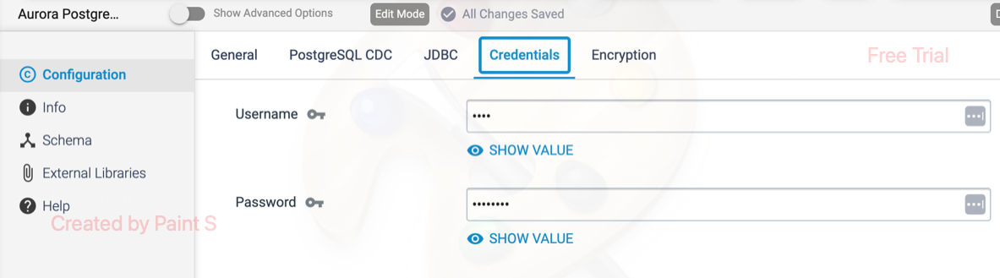 Aurora Postgre...
Show Advanced Options
Edit Mode
All Changes Saved
General
PostgreSQL CDC
JDBC
Credentials
Encryption
Free Trial
Configuration
Info
Schema
External Libraries
Help
Created by Paint S
Username
••••
SHOW VALUE
Password
••••••••
SHOW VALUE